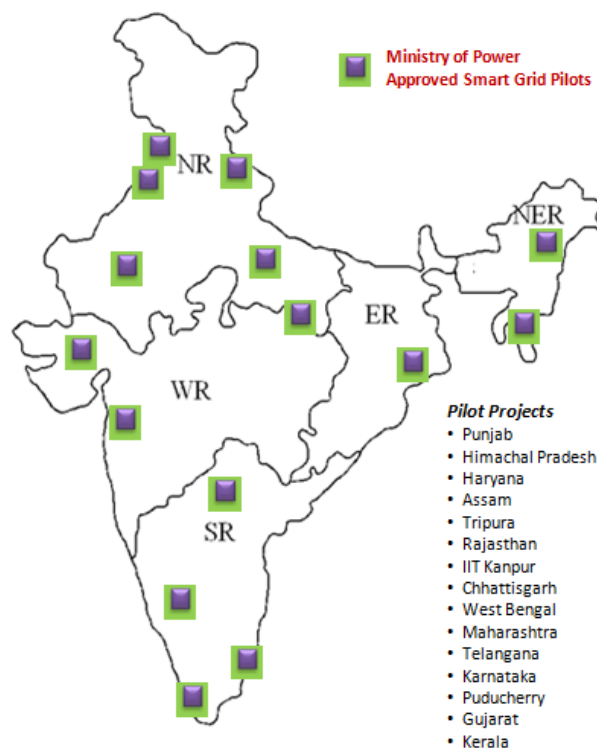 Ministry of Power
Approved Smart Grid Pilots
NR
NER
ER
WR
SR
Pilot Projects
• Punjab
• Himachal Pradesh
• Haryana
• Assam
• Tripura
• Rajasthan
• IIT Kanpur
• Chhattisgarh
• West Bengal
• Maharashtra
• Telangana
• Karnataka
• Puducherry
• Gujarat
• Kerala